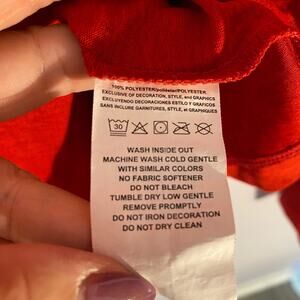 100% POLYESTER/poliéster/POLYESTER
EXCLUSIVE OF DECORATION, STYLE, and GRAPHICS
EXCLUYENDO DECORACIONES ESTILO Y GRAFICOS
SANS INCLURE GARNITURES, STYLE, et GRAPHIQUES
30
WASH INSIDE OUT
MACHINE WASH COLD GENTLE
WITH SIMILAR COLORS
NO FABRIC SOFTENER
DO NOT BLEACH
TUMBLE DRY LOW GENTLE
REMOVE PROMPTLY
DO NOT IRON DECORATION
DO NOT DRY CLEAN